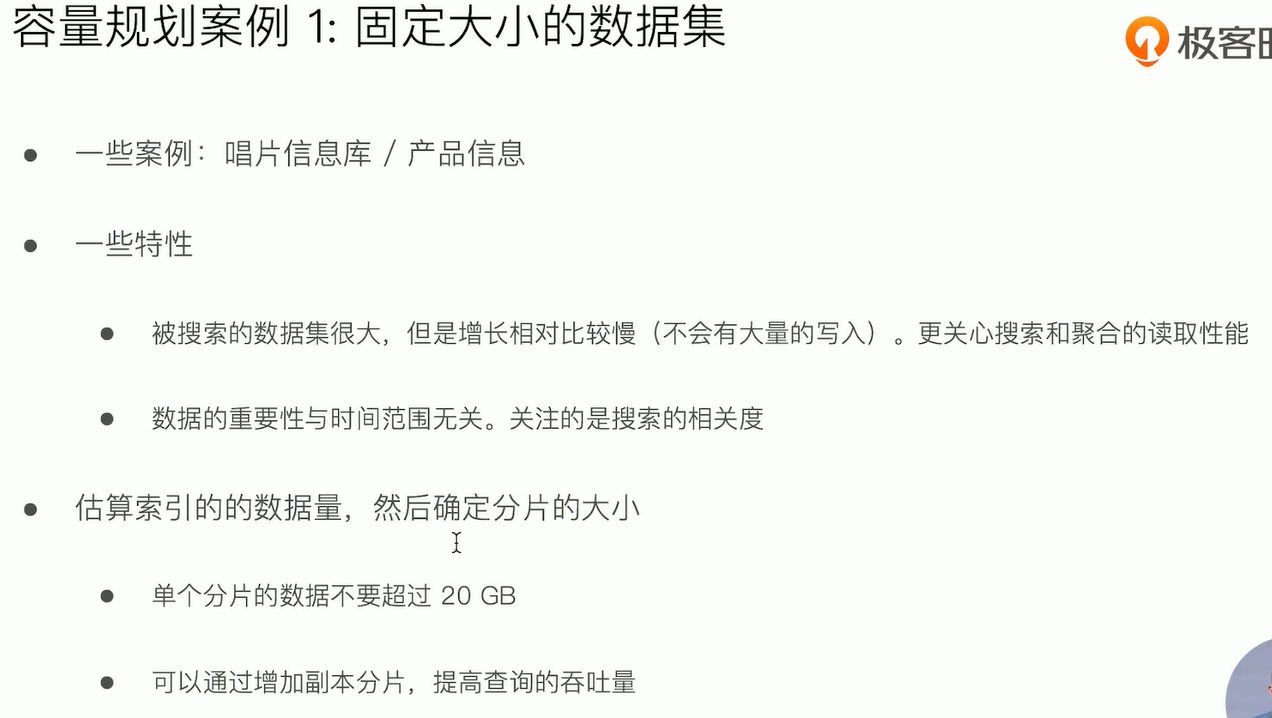 容量规划案例 1: 固定大小的数据集
极客
一些案例：唱片信息库 / 产品信息
一些特性
被搜索的数据集很大，但是增长相对比较慢（不会有大量的写入）。更关心搜索和聚合的读取性能
数据的重要性与时间范围无关。关注的是搜索的相关度
估算索引的的数据量，然后确定分片的大小
单个分片的数据不要超过 20 GB
可以通过增加副本分片，提高查询的吞吐量